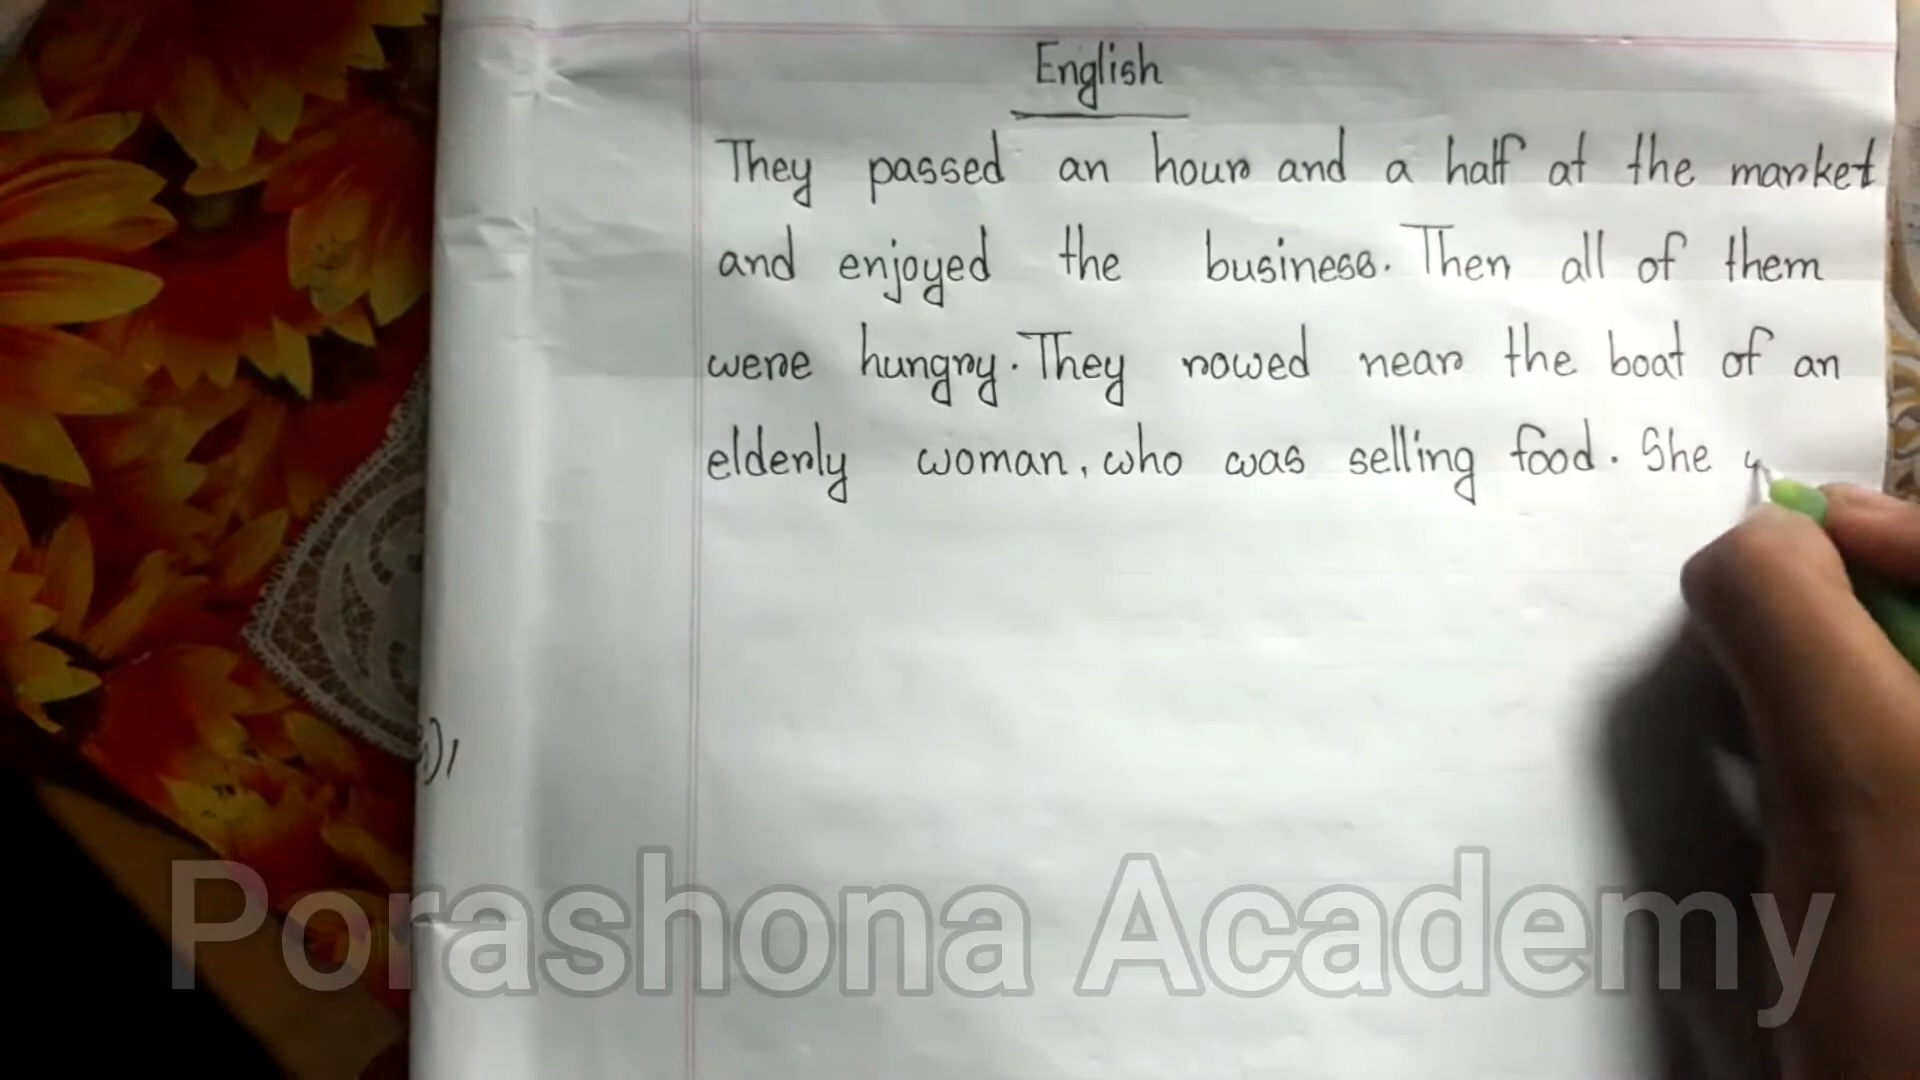 English
They passed an hour and a half at the market
and enjoyed the business. Then all of them
were hungry. They rowed near the boat of an
elderly woman, who was selling food. She
Porashona Academy